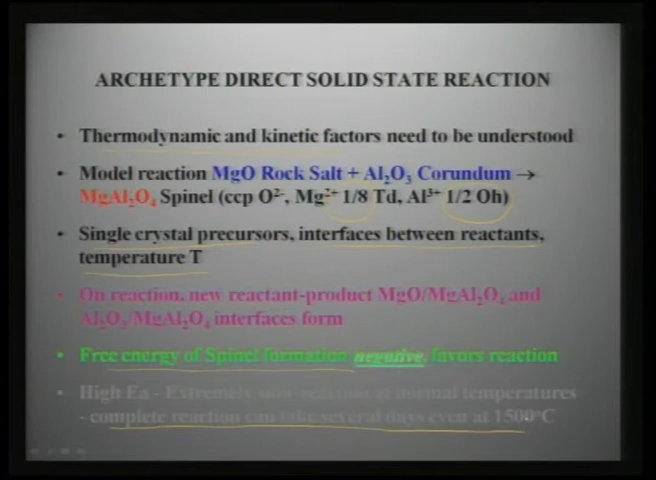 ARCHETYPE DIRECT SOLID STATE REACTION
• Thermodynamic and kinetic factors need to be understood
• Model reaction MgO Rock Salt + Al₂O₃ Corundum →
MgAl₂O₄ Spinel (ccp O²⁻, Mg²⁺ 1/8 Td, Al³⁺ 1/2 Oh)
• Single crystal precursors, interfaces between reactants,
temperature T
• On reaction, new reactant-product MgO/MgAl₂O₄ and
Al₂O₃/MgAl₂O₄ interfaces form
• Free energy of Spinel formation negative, favors reaction
• High Ea - Extremely slow reaction at normal temperatures
- complete reaction can take several days even at 1500°C